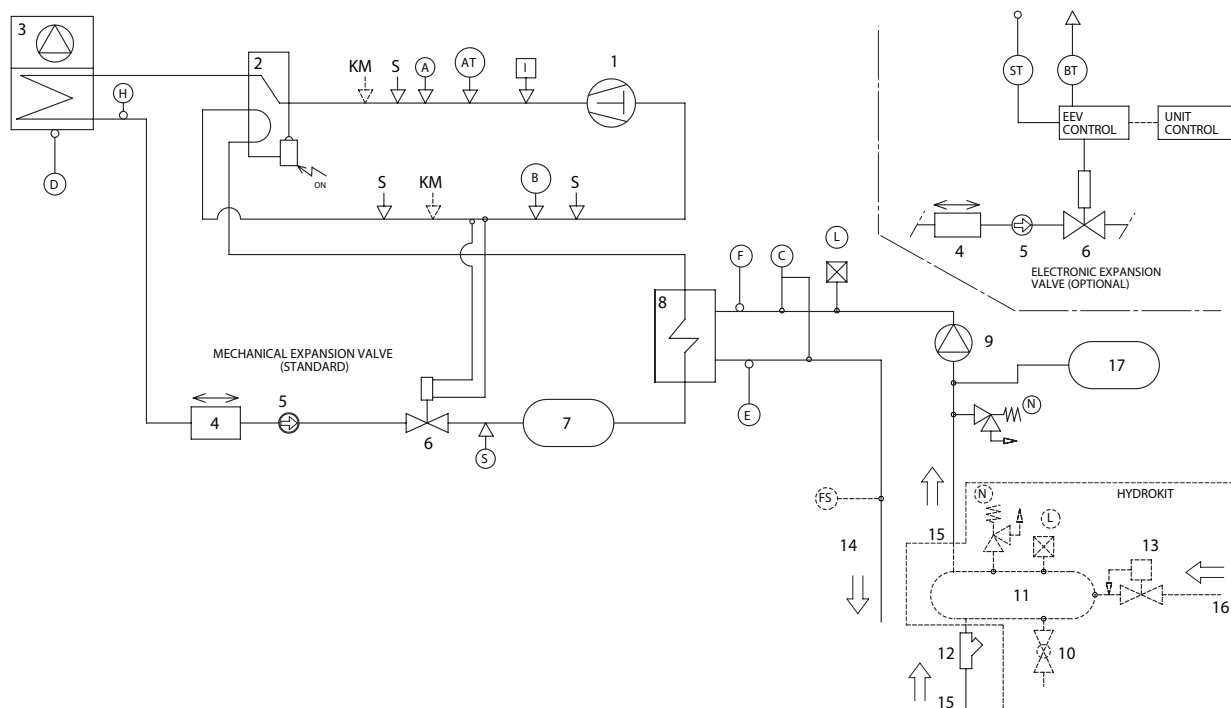 3
2
KM
S
A
AT
I
1
H
D
ON
S
KM
B
S
ST
BT
EEV
CONTROL
UNIT
CONTROL
4
5
6
ELECTRONIC EXPANSION
VALVE (OPTIONAL)
L
F
C
8
9
17
MECHANICAL EXPANSION VALVE
(STANDARD)
5
4
6
7
E
N
S
HYDROKIT
N
FS
L
14
15
13
11
16
12
10
15